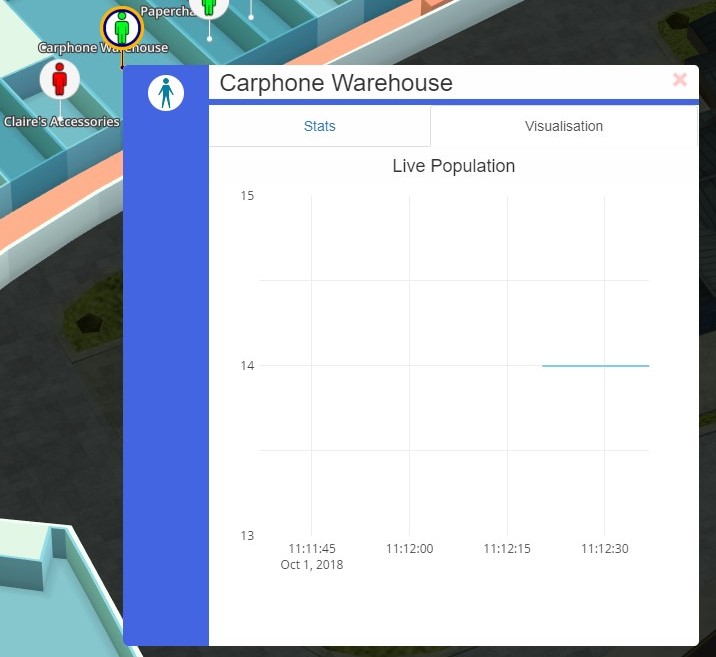 Papercha
Carphone Warehouse
Claire's Accessories
Carphone Warehouse
Stats
Visualisation
Live Population
15
14
13
11:11:45
11:12:00
11:12:15
11:12:30
Oct 1, 2018